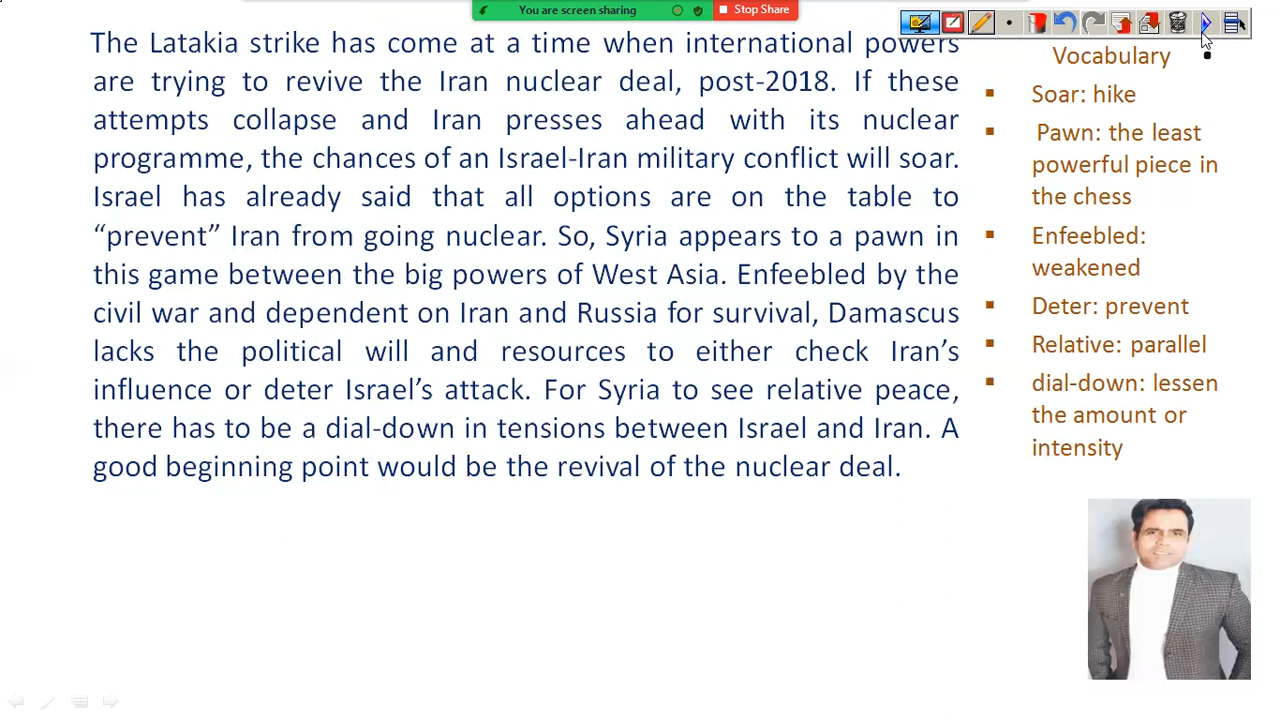 You are screen sharing
Stop Share
The Latakia strike has come at a time when international powers
are trying to revive the Iran nuclear deal, post-2018. If these
attempts collapse and Iran presses ahead with its nuclear
programme, the chances of an Israel-Iran military conflict will soar.
Israel has already said that all options are on the table to
“prevent” Iran from going nuclear. So, Syria appears to a pawn in
this game between the big powers of West Asia. Enfeebled by the
civil war and dependent on Iran and Russia for survival, Damascus
lacks the political will and resources to either check Iran’s
influence or deter Israel’s attack. For Syria to see relative peace,
there has to be a dial-down in tensions between Israel and Iran. A
good beginning point would be the revival of the nuclear deal.
Vocabulary
Soar: hike
Pawn: the least
powerful piece in
the chess
Enfeebled:
weakened
Deter: prevent
Relative: parallel
dial-down: lessen
the amount or
intensity